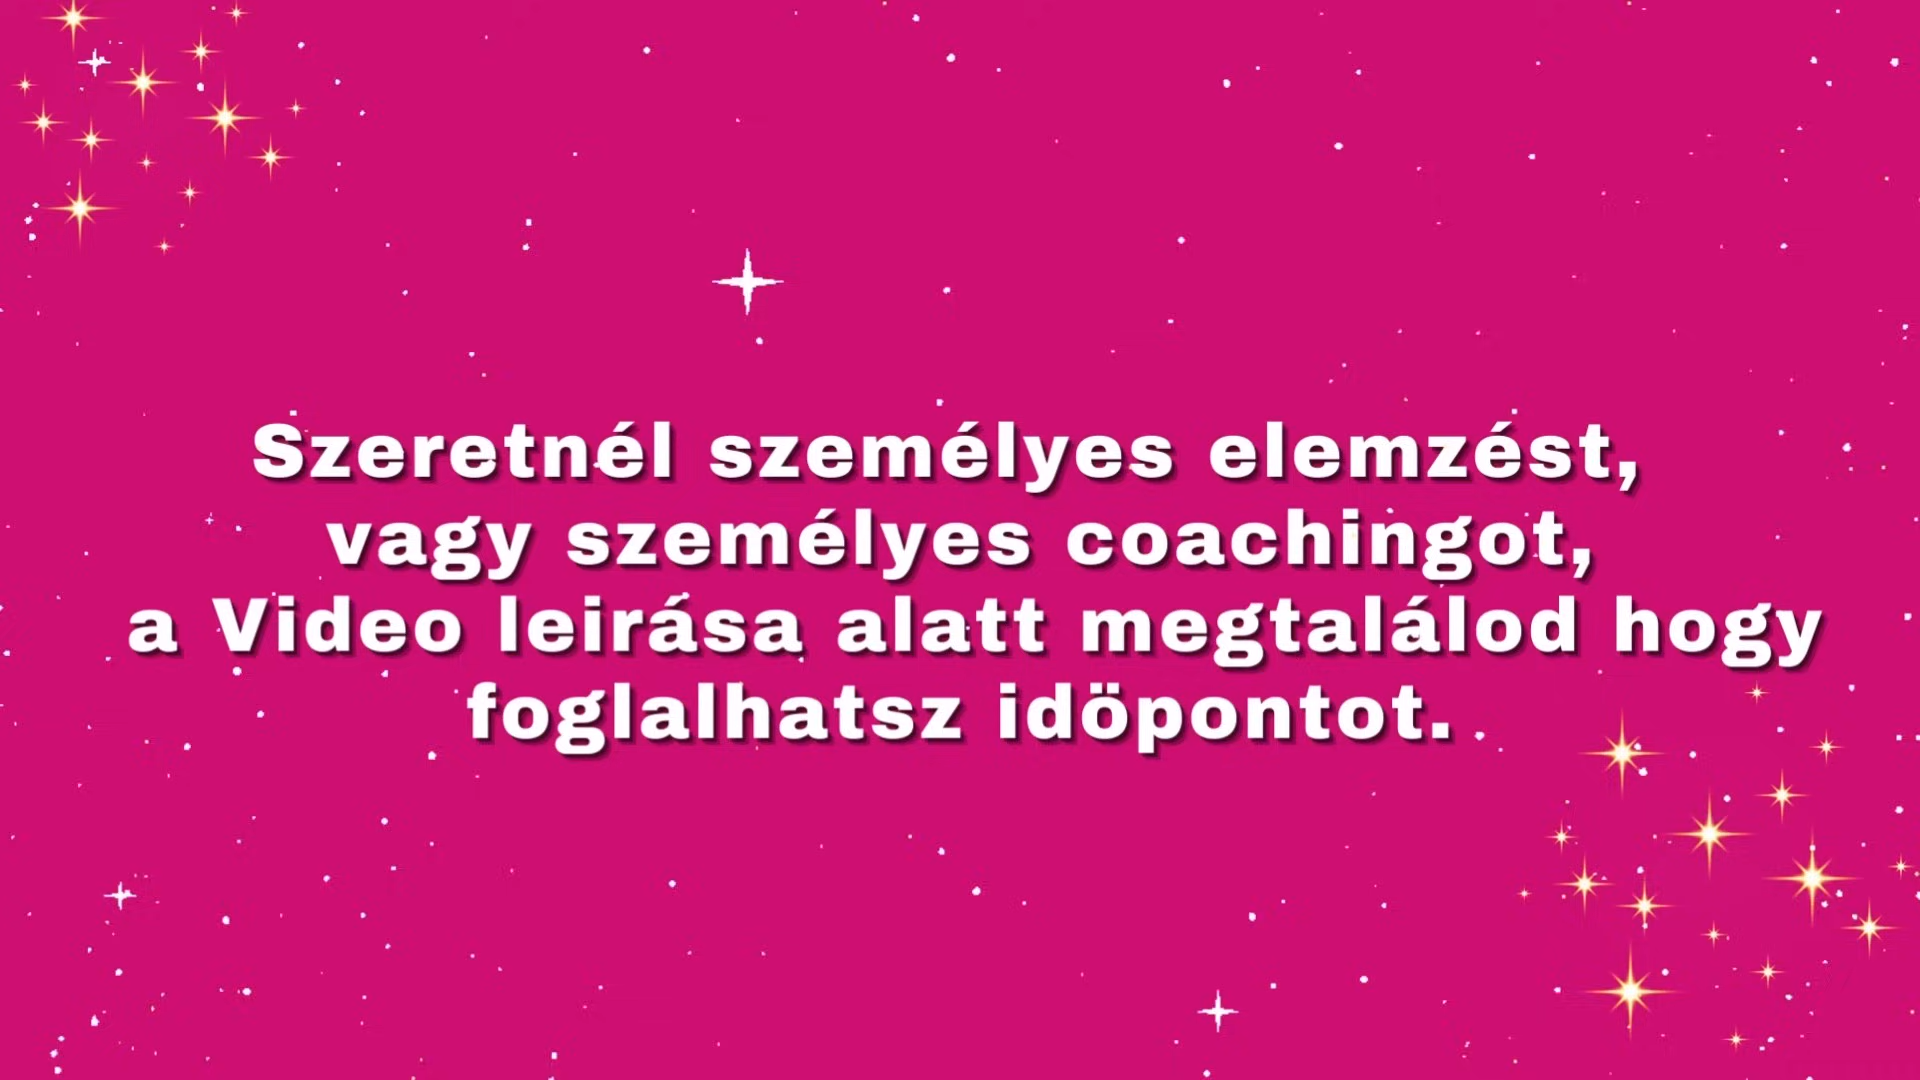 Szeretnél személyes elemzést,
vagy személyes coachingot,
a Video leirása alatt megtalálod hogy
foglalhatsz idöpontot.